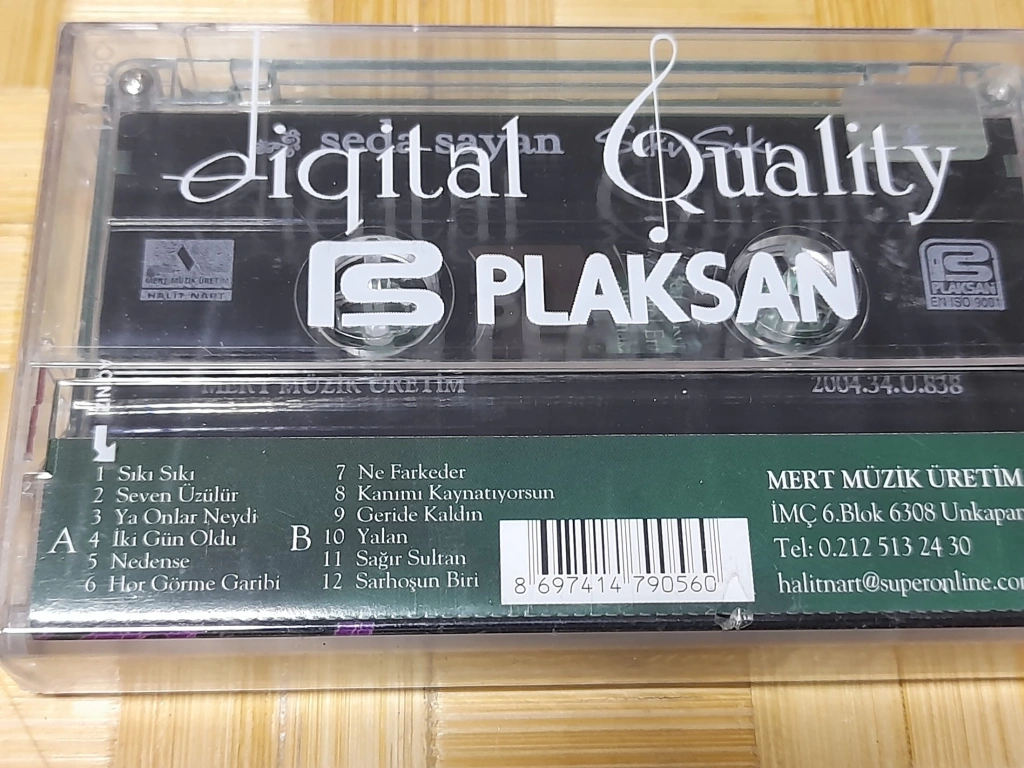 seda sayan Sıkı Sıkı
digital Quality
MERT MÜZİK ÜRETİM
HALİT NART
PLAKSAN
PLAKSAN
EN ISO 9001
MERT MÜZİK ÜRETİM 2004.34.U.838
1 Sıkı Sıkı
2 Seven Üzülür
3 Ya Onlar Neydi
A 4 İki Gün Oldu
5 Nedense
6 Hor Görme Garibi
7 Ne Farkeder
8 Kanımı Kaynatıyorsun
9 Geride Kaldın
B 10 Yalan
11 Sağır Sultan
12 Sarhoşun Biri
8 697414 790560
MERT MÜZİK ÜRETİM
İMÇ 6.Blok 6308 Unkapan
Tel: 0.212 513 24 30
halitnart@superonline.com